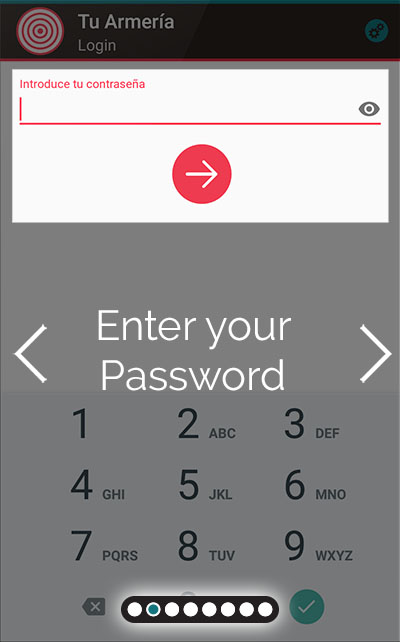 Tu Armería
Login
Introduce tu contraseña
Enter your
Password
1 2 ABC 3 DEF
4 GHI 5 JKL 6 MNO
7 PQRS 8 TUV 9 WXYZ